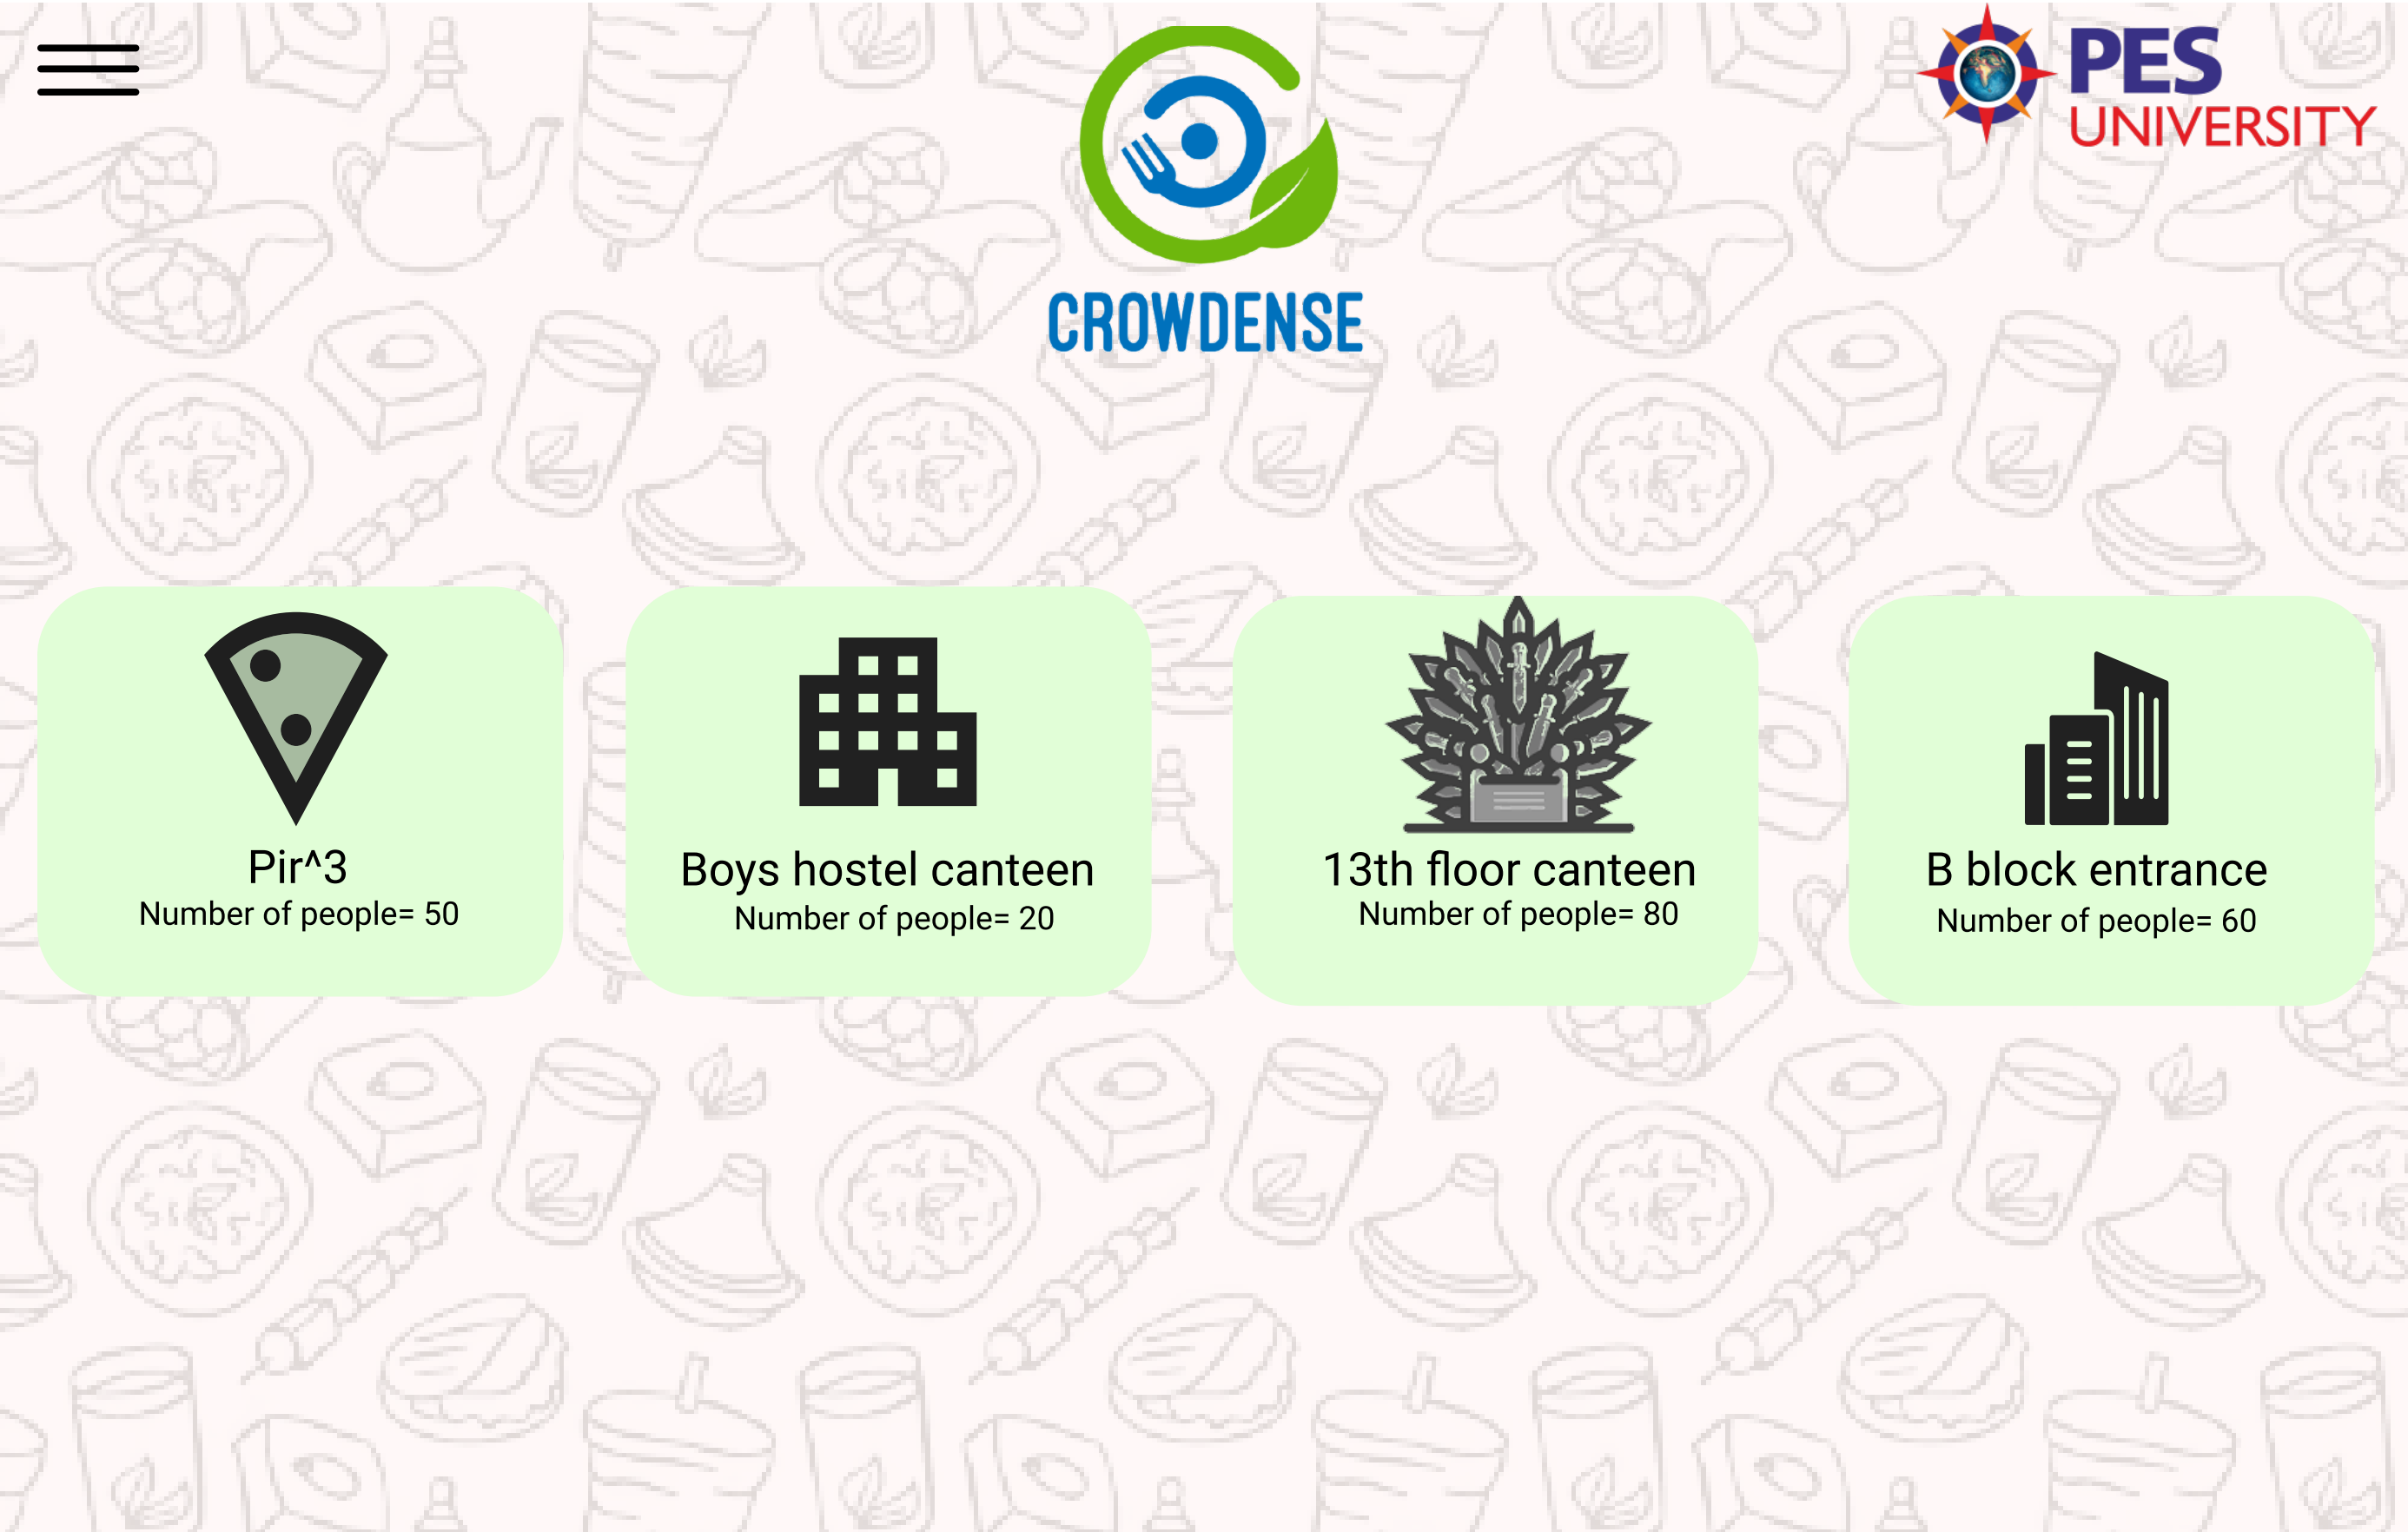 PES
UNIVERSITY
CROWDENSE
Pir^3
Number of people= 50
Boys hostel canteen
Number of people= 20
13th floor canteen
Number of people= 80
B block entrance
Number of people= 60